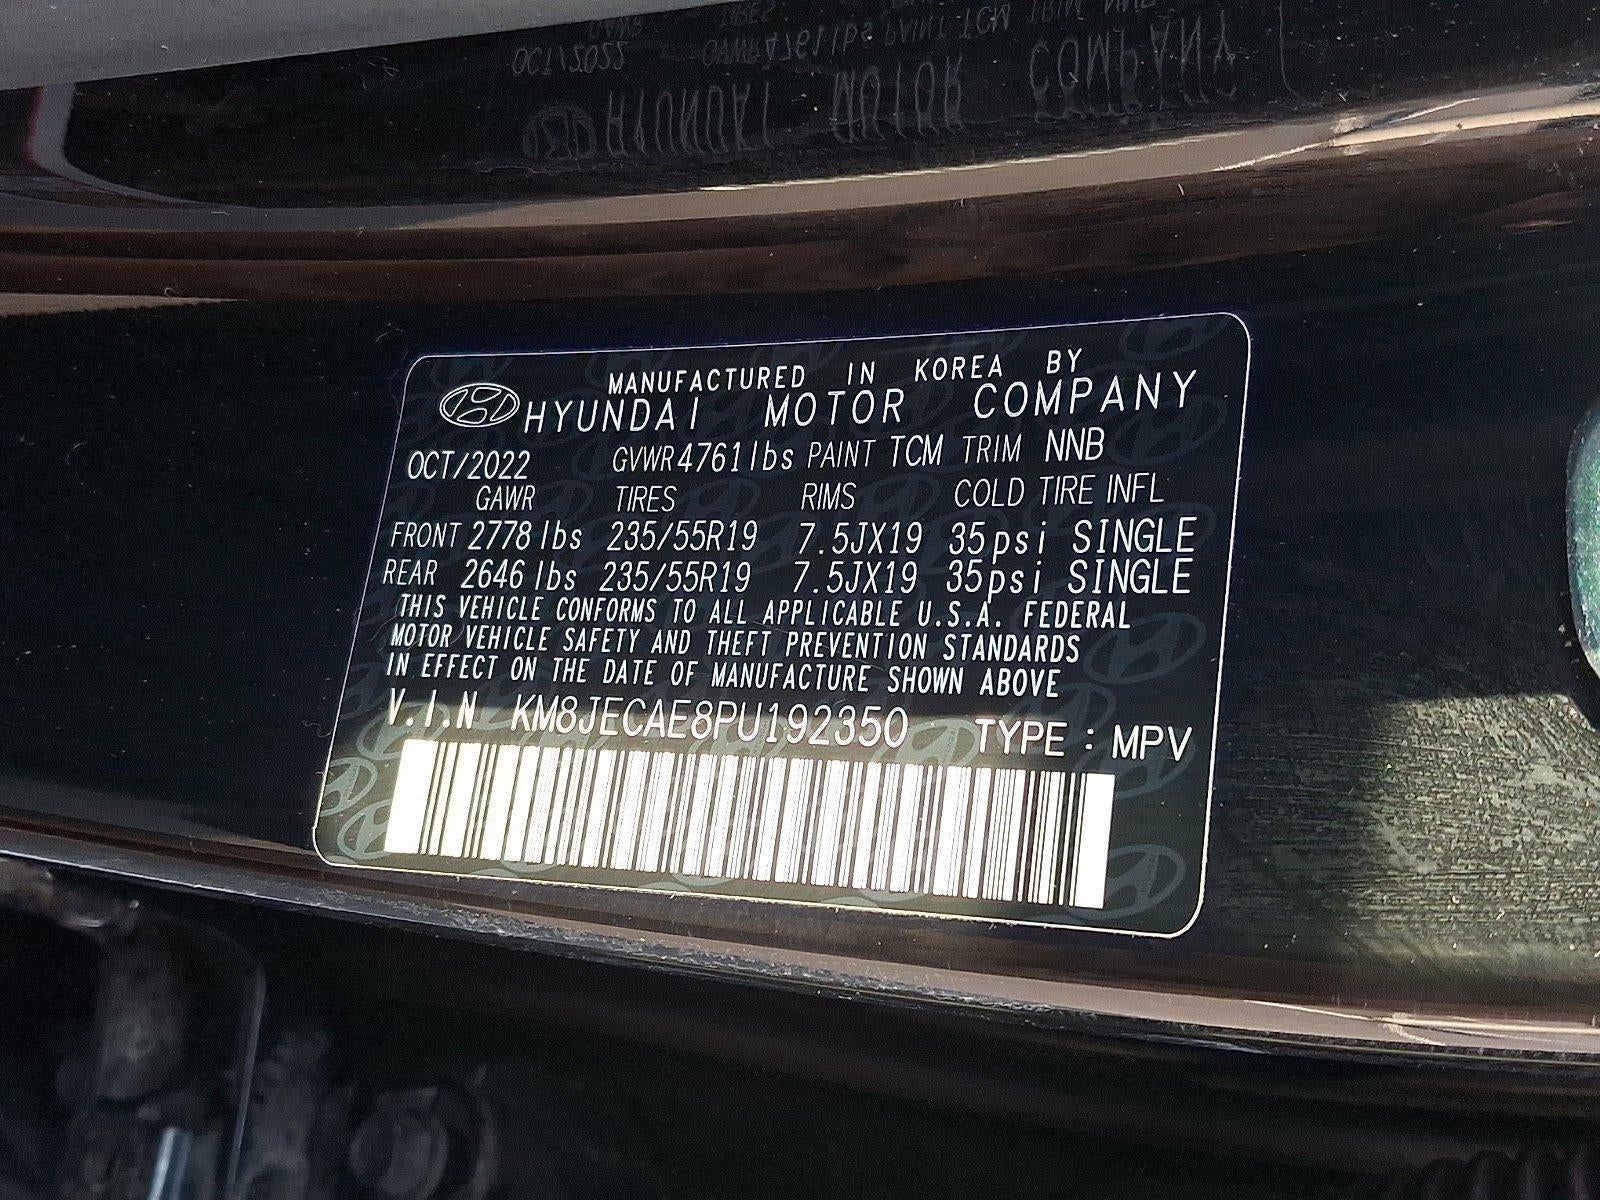 MANUFACTURED IN KOREA BY
HYUNDAI MOTOR COMPANY
OCT/2022 GVWR 4761lbs PAINT TCM TRIM NNB
GAWR TIRES RIMS COLD TIRE INFL
FRONT 2778lbs 235/55R19 7.5JX19 35psi SINGLE
REAR 2646lbs 235/55R19 7.5JX19 35psi SINGLE
THIS VEHICLE CONFORMS TO ALL APPLICABLE U.S.A. FEDERAL
MOTOR VEHICLE SAFETY AND THEFT PREVENTION STANDARDS
IN EFFECT ON THE DATE OF MANUFACTURE SHOWN ABOVE
V.I.N KM8JECAE8PU192350 TYPE : MPV